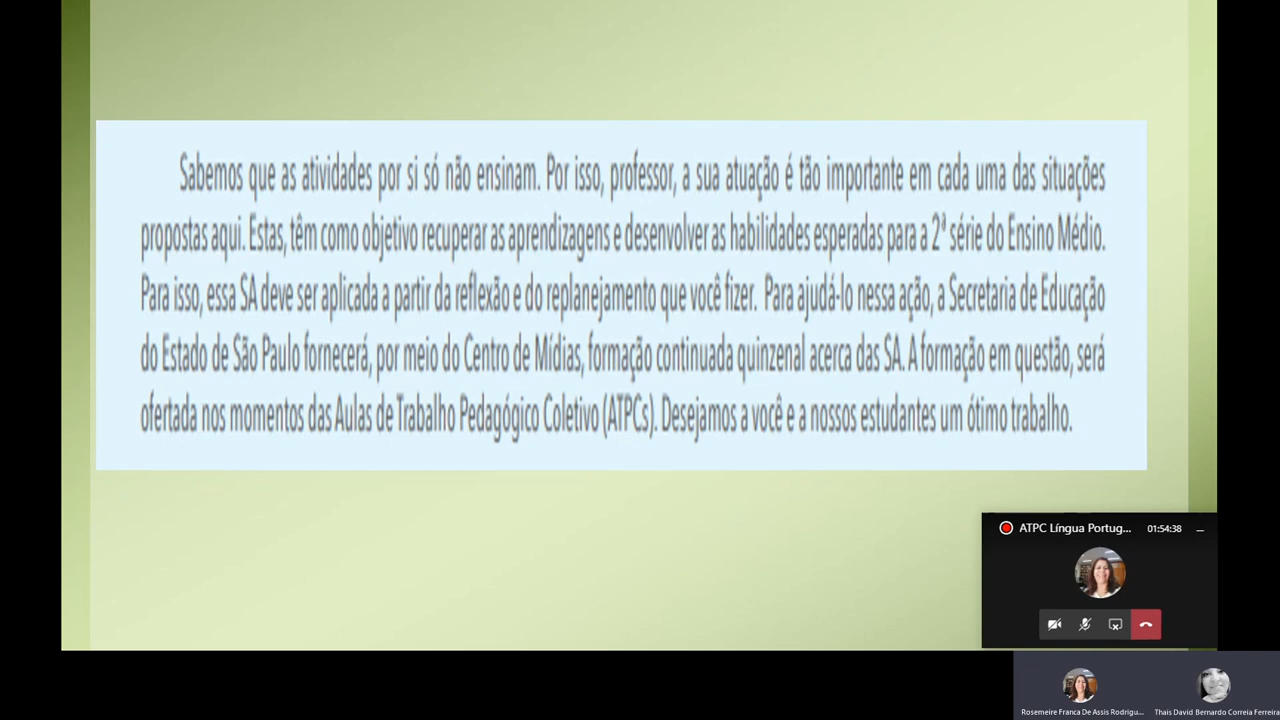 Sabemos que as atividades por si só não ensinam. Por isso, professor, a sua atuação é tão importante em cada uma das situações
propostas aqui. Estas, têm como objetivo recuperar as aprendizagens e desenvolver as habilidades esperadas para a 2ª série do Ensino Médio.
Para isso, essa SA deve ser aplicada a partir da reflexão e do replanejamento que você fizer. Para ajudá-lo nessa ação, a Secretaria de Educação
do Estado de São Paulo fornecerá, por meio do Centro de Mídias, formação continuada quinzenal acerca das SA. A formação em questão, será
ofertada nos momentos das Aulas de Trabalho Pedagógico Coletivo (ATPCs). Desejamos a você e a nossos estudantes um ótimo trabalho.
ATPC Língua Portug... 01:54:38
Rosemeire Franca De Assis Rodrigu... Thais David Bernardo Correia Ferreira